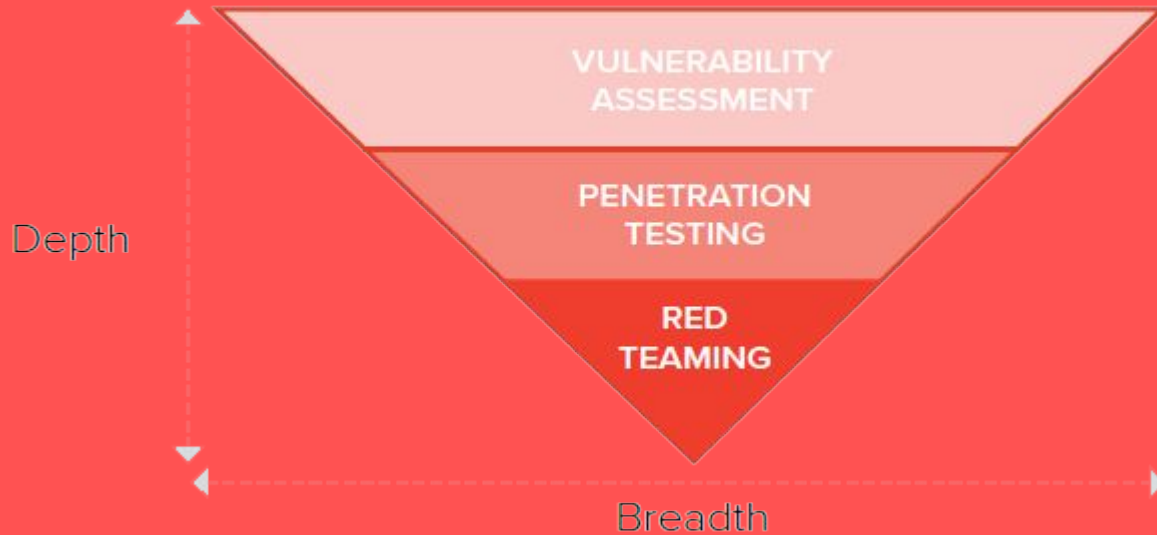 VULNERABILITY
ASSESSMENT
PENETRATION
TESTING
Depth
RED
TEAMING
Breadth